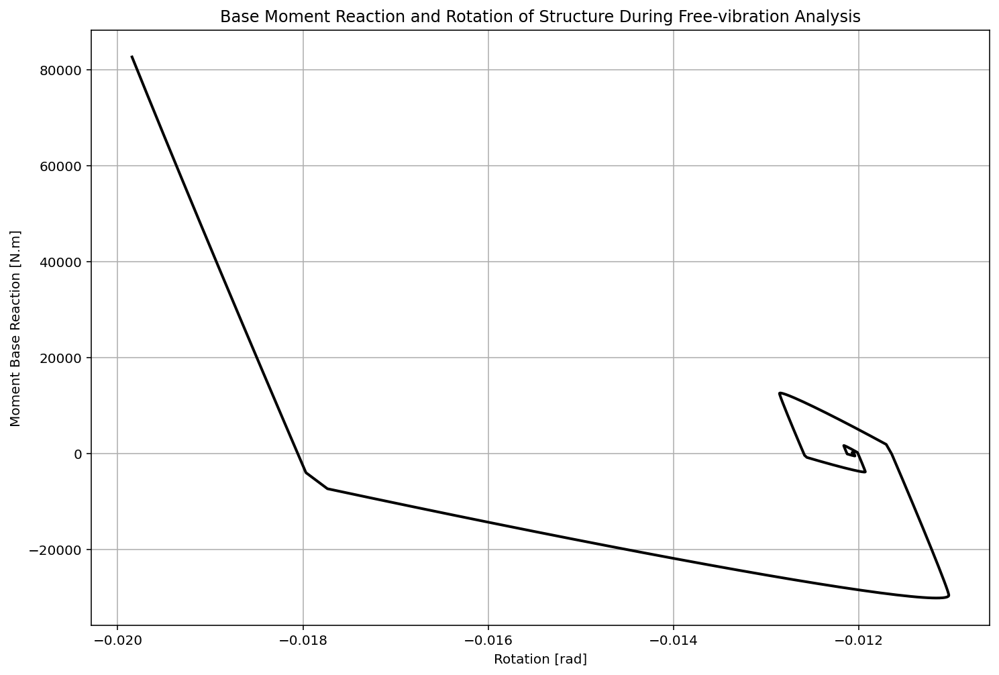 Base Moment Reaction and Rotation of Structure During Free-vibration Analysis
Moment Base Reaction [N.m]
80000
60000
40000
20000
0
−20000
−0.020 −0.018 −0.016 −0.014 −0.012
Rotation [rad]